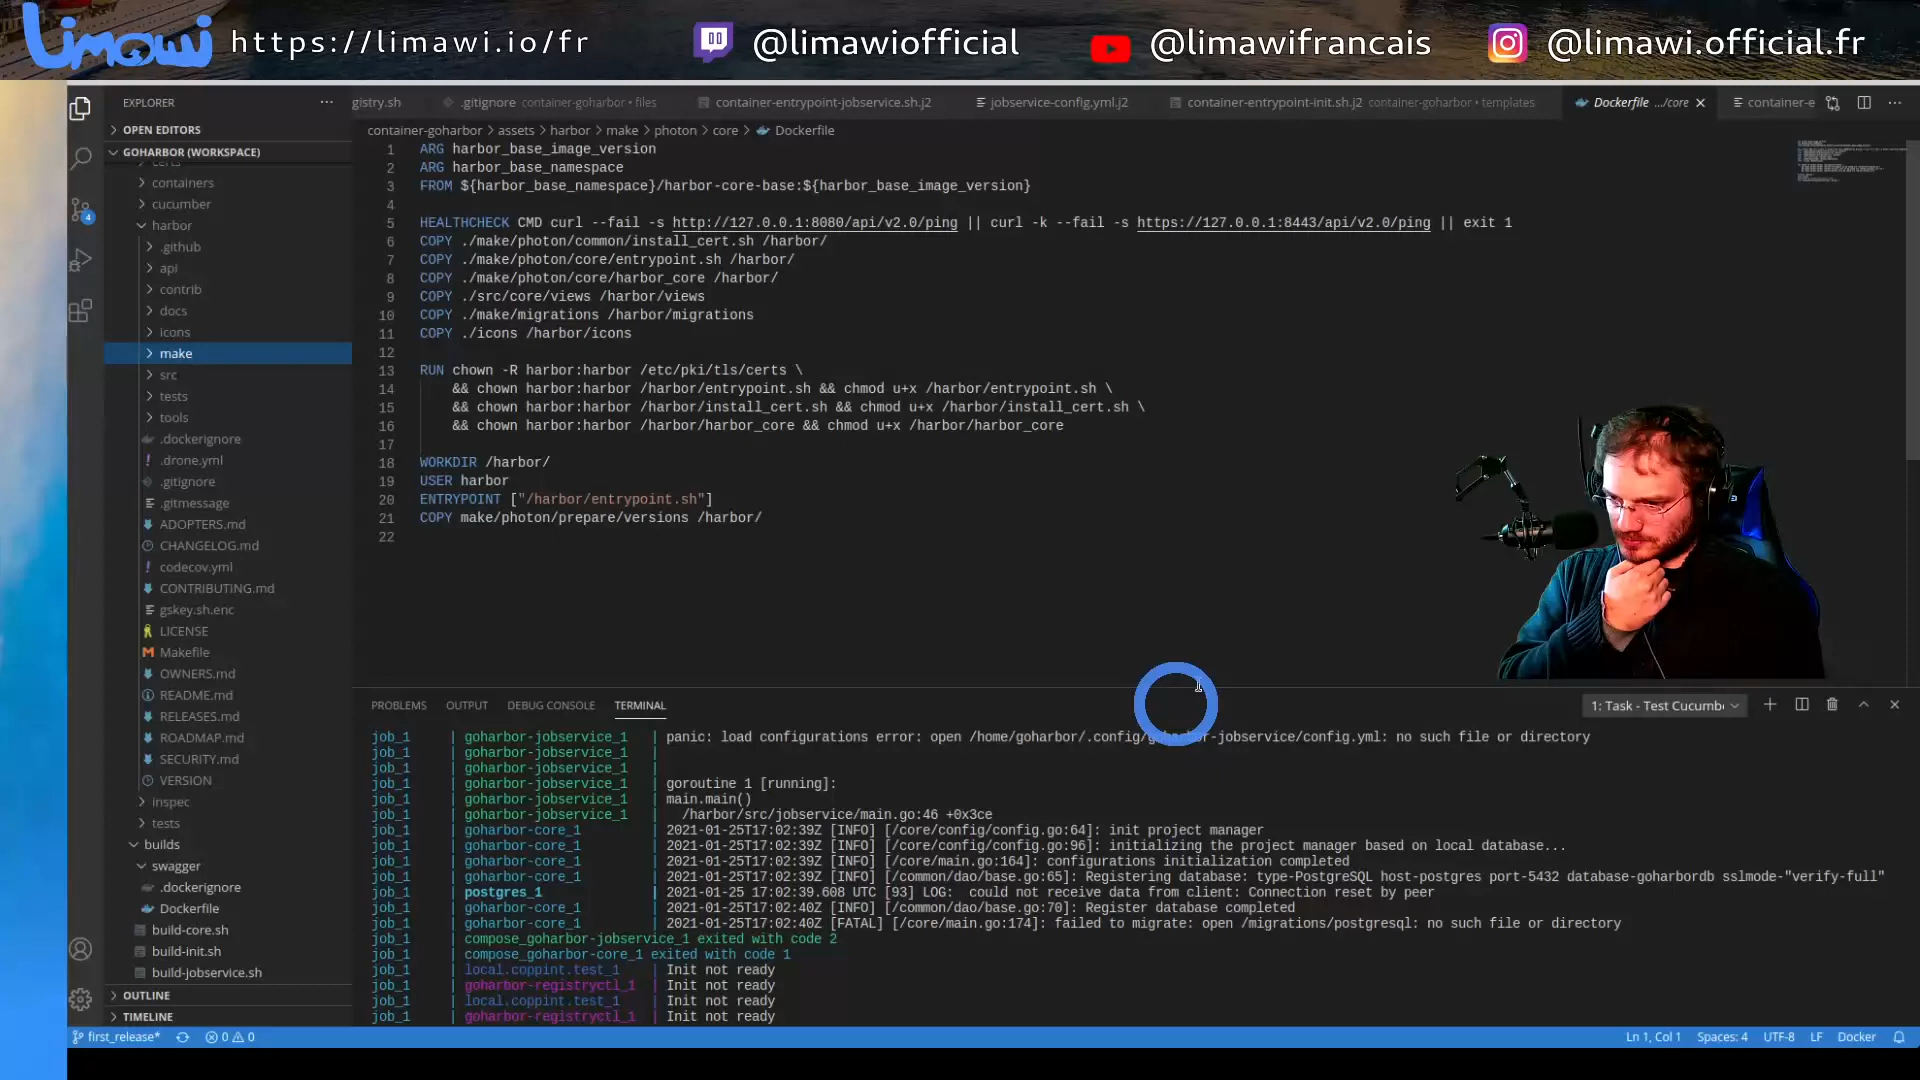 Limawi https://limawi.io/fr @limawiofficial @limawifrancais @limawi.official.fr
EXPLORER ···
OPEN EDITORS
GOHARBOR (WORKSPACE)
containers
cucumber
harbor
.github
api
contrib
docs
icons
make
src
tests
tools
.dockerignore
.drone.yml
.gitignore
.gitmessage
ADOPTERS.md
CHANGELOG.md
codecov.yml
CONTRIBUTING.md
gskey.sh.enc
LICENSE
Makefile
OWNERS.md
README.md
RELEASES.md
ROADMAP.md
SECURITY.md
VERSION
inspec
tests
builds
swagger
.dockerignore
Dockerfile
build-core.sh
build-init.sh
build-jobservice.sh
OUTLINE
TIMELINE
4
gistry.sh .gitignore container-goharbor • files container-entrypoint-jobservice.sh.j2 jobservice-config.yml.j2 container-entrypoint-init.sh.j2 container-goharbor • templates Dockerfile .../core container-e
container-goharbor > assets > harbor > make > photon > core > Dockerfile
1 ARG harbor_base_image_version
2 ARG harbor_base_namespace
3 FROM ${harbor_base_namespace}/harbor-core-base:${harbor_base_image_version}
4
5 HEALTHCHECK CMD curl --fail -s http://127.0.0.1:8080/api/v2.0/ping || curl -k --fail -s https://127.0.0.1:8443/api/v2.0/ping || exit 1
6 COPY ./make/photon/common/install_cert.sh /harbor/
7 COPY ./make/photon/core/entrypoint.sh /harbor/
8 COPY ./make/photon/core/harbor_core /harbor/
9 COPY ./src/core/views /harbor/views
10 COPY ./make/migrations /harbor/migrations
11 COPY ./icons /harbor/icons
12
13 RUN chown -R harbor:harbor /etc/pki/tls/certs \
14 && chown harbor:harbor /harbor/entrypoint.sh && chmod u+x /harbor/entrypoint.sh \
15 && chown harbor:harbor /harbor/install_cert.sh && chmod u+x /harbor/install_cert.sh \
16 && chown harbor:harbor /harbor/harbor_core && chmod u+x /harbor/harbor_core
17
18 WORKDIR /harbor/
19 USER harbor
20 ENTRYPOINT ["/harbor/entrypoint.sh"]
21 COPY make/photon/prepare/versions /harbor/
22
PROBLEMS OUTPUT DEBUG CONSOLE TERMINAL 1: Task - Test Cucumb
job_1 | goharbor-jobservice_1 | panic: load configurations error: open /home/goharbor/.config/goharbor-jobservice/config.yml: no such file or directory
job_1 | goharbor-jobservice_1 |
job_1 | goharbor-jobservice_1 |
job_1 | goharbor-jobservice_1 | goroutine 1 [running]:
job_1 | goharbor-jobservice_1 | main.main()
job_1 | goharbor-jobservice_1 | /harbor/src/jobservice/main.go:46 +0x3ce
job_1 | goharbor-core_1 | 2021-01-25T17:02:39Z [INFO] [/core/config/config.go:64]: init project manager
job_1 | goharbor-core_1 | 2021-01-25T17:02:39Z [INFO] [/core/config/config.go:96]: initializing the project manager based on local database...
job_1 | goharbor-core_1 | 2021-01-25T17:02:39Z [INFO] [/core/main.go:164]: configurations initialization completed
job_1 | goharbor-core_1 | 2021-01-25T17:02:39Z [INFO] [/common/dao/base.go:65]: Registering database: type-PostgreSQL host-postgres port-5432 database-goharbordb sslmode-"verify-full"
job_1 | postgres_1 | 2021-01-25 17:02:39.608 UTC [93] LOG: could not receive data from client: Connection reset by peer
job_1 | goharbor-core_1 | 2021-01-25T17:02:40Z [INFO] [/common/dao/base.go:70]: Register database completed
job_1 | goharbor-core_1 | 2021-01-25T17:02:40Z [FATAL] [/core/main.go:174]: failed to migrate: open /migrations/postgresql: no such file or directory
job_1 | compose_goharbor-jobservice_1 exited with code 2
job_1 | compose_goharbor-core_1 exited with code 1
job_1 | local.coppint.test_1 | Init not ready
job_1 | goharbor-registryctl_1 | Init not ready
job_1 | local.coppint.test_1 | Init not ready
job_1 | goharbor-registryctl_1 | Init not ready
first_release* 0 0 Ln 1, Col 1 Spaces: 4 UTF-8 LF Docker